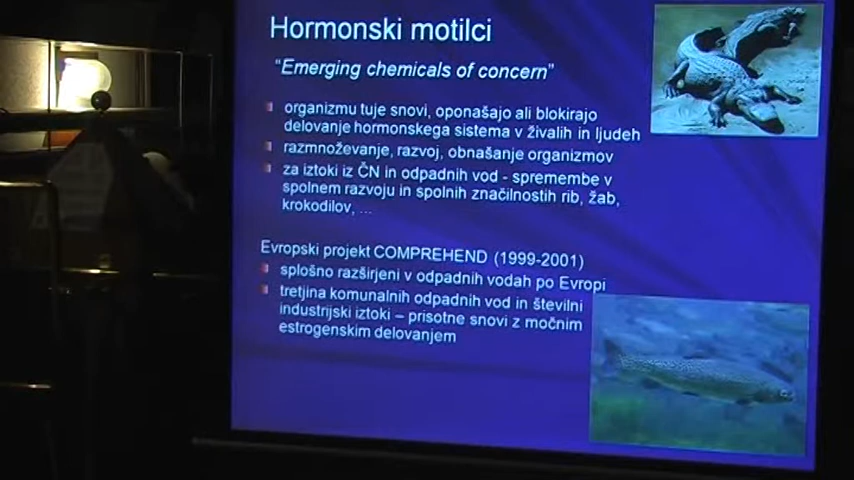 Hormonski motilci
"Emerging chemicals of concern"
organizmu tuje snovi, oponašajo ali blokirajo
delovanje hormonskega sistema v živalih in ljudeh
razmnoževanje, razvoj, obnašanje organizmov
za iztoki iz ČN in odpadnih vod - spremembe v
spolnem razvoju in spolnih značilnostih rib, žab,
krokodilov, ...
Evropski projekt COMPREHEND (1999-2001)
splošno razširjeni v odpadnih vodah po Evropi
tretjina komunalnih odpadnih vod in številni
industrijski iztoki – prisotne snovi z močnim
estrogenskim delovanjem